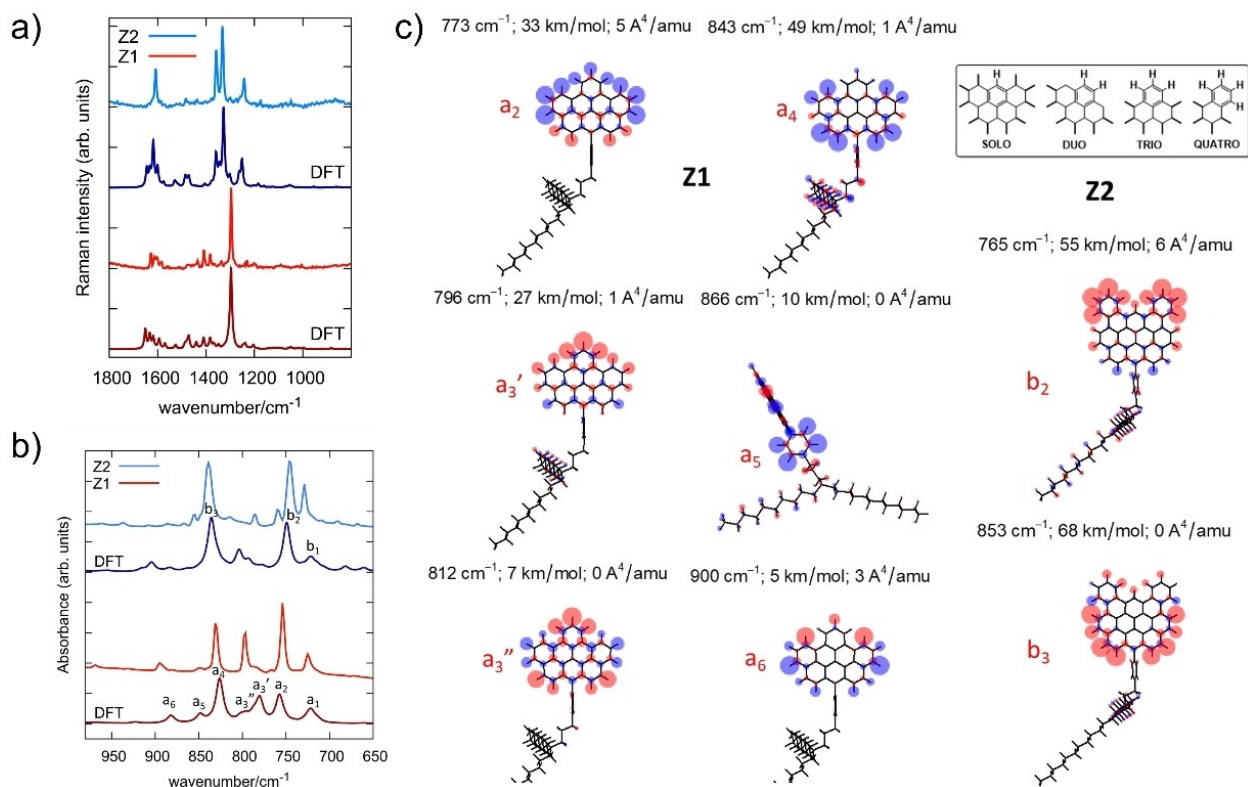 a)
Z2
Z1
DFT
DFT
Raman intensity (arb. units)
1800 1600 1400 1200 1000
wavenumber/cm⁻¹
b)
Z2
Z1
b₃
b₂
b₁
DFT
a₆
a₅
a₄
a₃″
a₃′
a₂
a₁
DFT
Absorbance (arb. units)
950 900 850 800 750 700 650
wavenumber/cm⁻¹
c)
773 cm⁻¹; 33 km/mol; 5 A⁴/amu
a₂
843 cm⁻¹; 49 km/mol; 1 A⁴/amu
a₄
Z1
796 cm⁻¹; 27 km/mol; 1 A⁴/amu
a₃′
866 cm⁻¹; 10 km/mol; 0 A⁴/amu
a₅
812 cm⁻¹; 7 km/mol; 0 A⁴/amu
a₃″
900 cm⁻¹; 5 km/mol; 3 A⁴/amu
a₆
H
H
H
H
H
H
H
H
H
H
SOLO DUO TRIO QUATRO
Z2
765 cm⁻¹; 55 km/mol; 6 A⁴/amu
b₂
853 cm⁻¹; 68 km/mol; 0 A⁴/amu
b₃